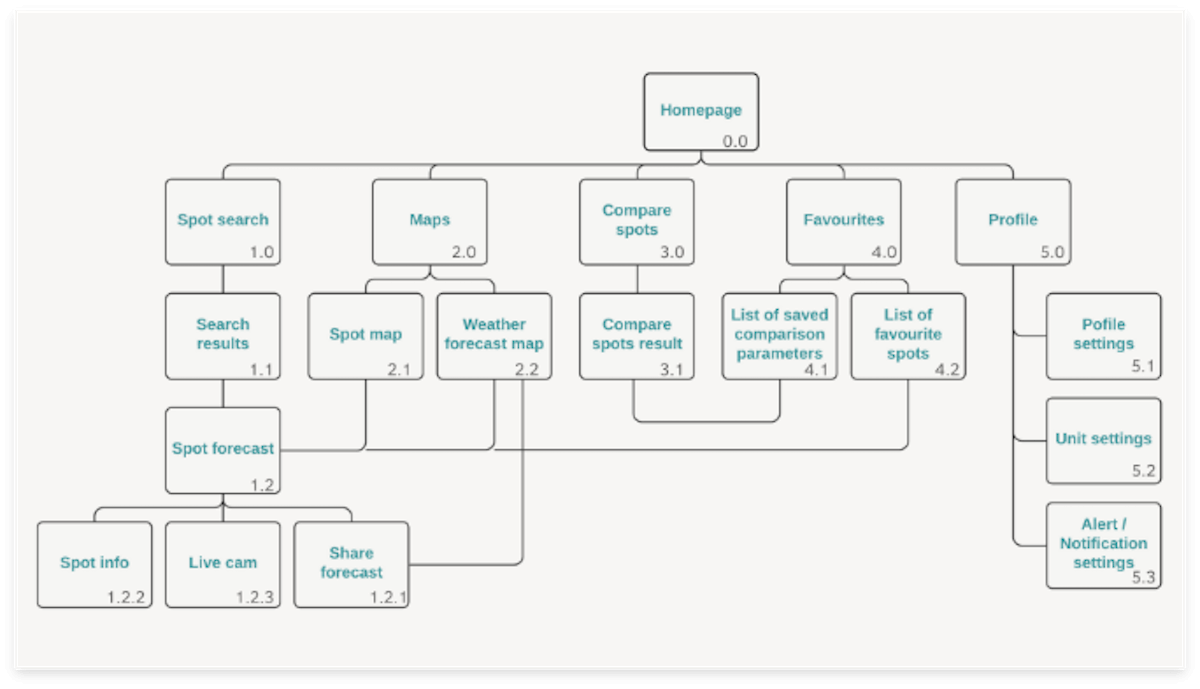 Homepage
0.0
Spot search
1.0
Maps
2.0
Compare
spots
3.0
Favourites
4.0
Profile
5.0
Search
results
1.1
Spot map
2.1
Weather
forecast map
2.2
Compare
spots result
3.1
List of saved
comparison
parameters
4.1
List of
favourite
spots
4.2
Pofile
settings
5.1
Spot forecast
1.2
Unit settings
5.2
Spot info
1.2.2
Live cam
1.2.3
Share
forecast
1.2.1
Alert /
Notification
settings
5.3